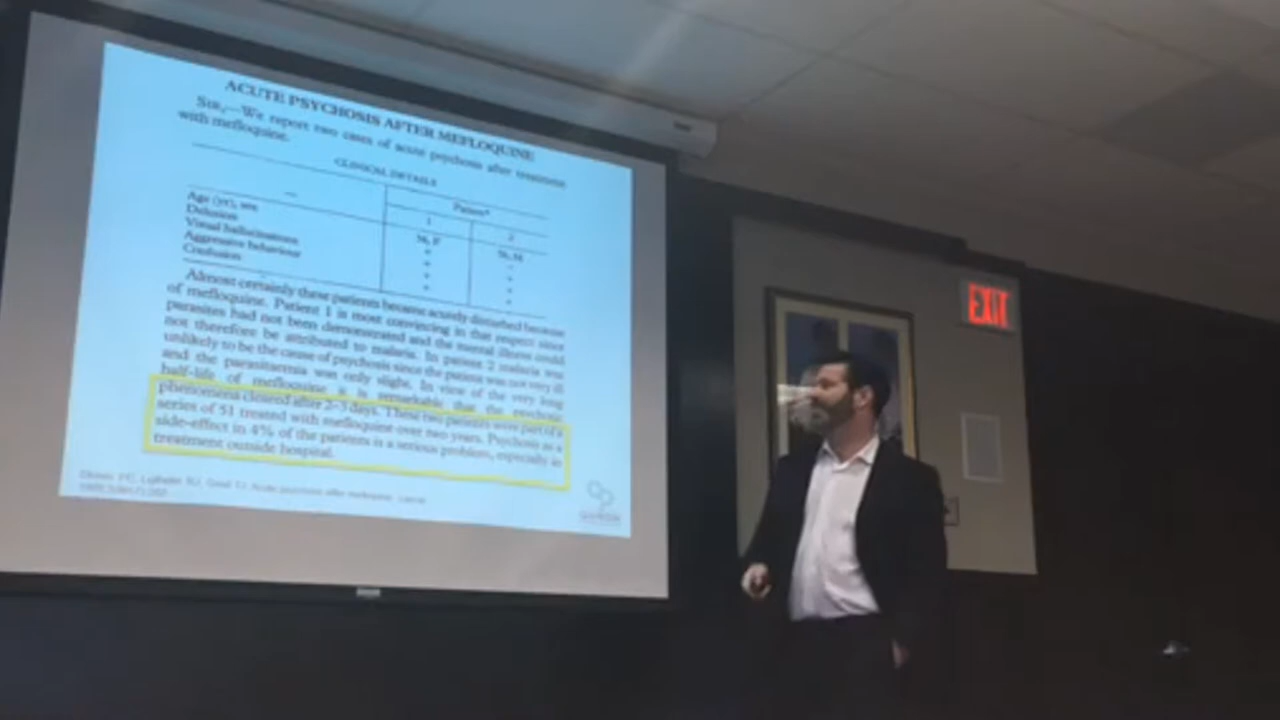 ACUTE PSYCHOSIS AFTER MEFLOQUINE
SIR,—We report two cases of acute psychosis after treatment
with mefloquine.
CLINICAL DETAILS
—
Patient*
1
2
Age (yr), sex
Delusion
Visual hallucinations
Aggressive behaviour
Confusion
Almost certainly these patients became acutely disturbed because
of mefloquine. Patient 1 is most convincing in that respect since
parasites had not been demonstrated and the mental illness could
not therefore be attributed to malaria. In patient 2 malaria was
unlikely to be the cause of psychosis since the patient was not very ill
and the parasitaemia was only slight. In view of the very long
half-life of mefloquine it is remarkable that the psychotic
phenomena cleared after 2–3 days. These two patients were part of a
series of 51 treated with mefloquine over two years. Psychosis as a
side-effect in 4% of the patients is a serious problem, especially in
treatment outside hospital.
Acute psychosis after mefloquine. Lancet
EXIT